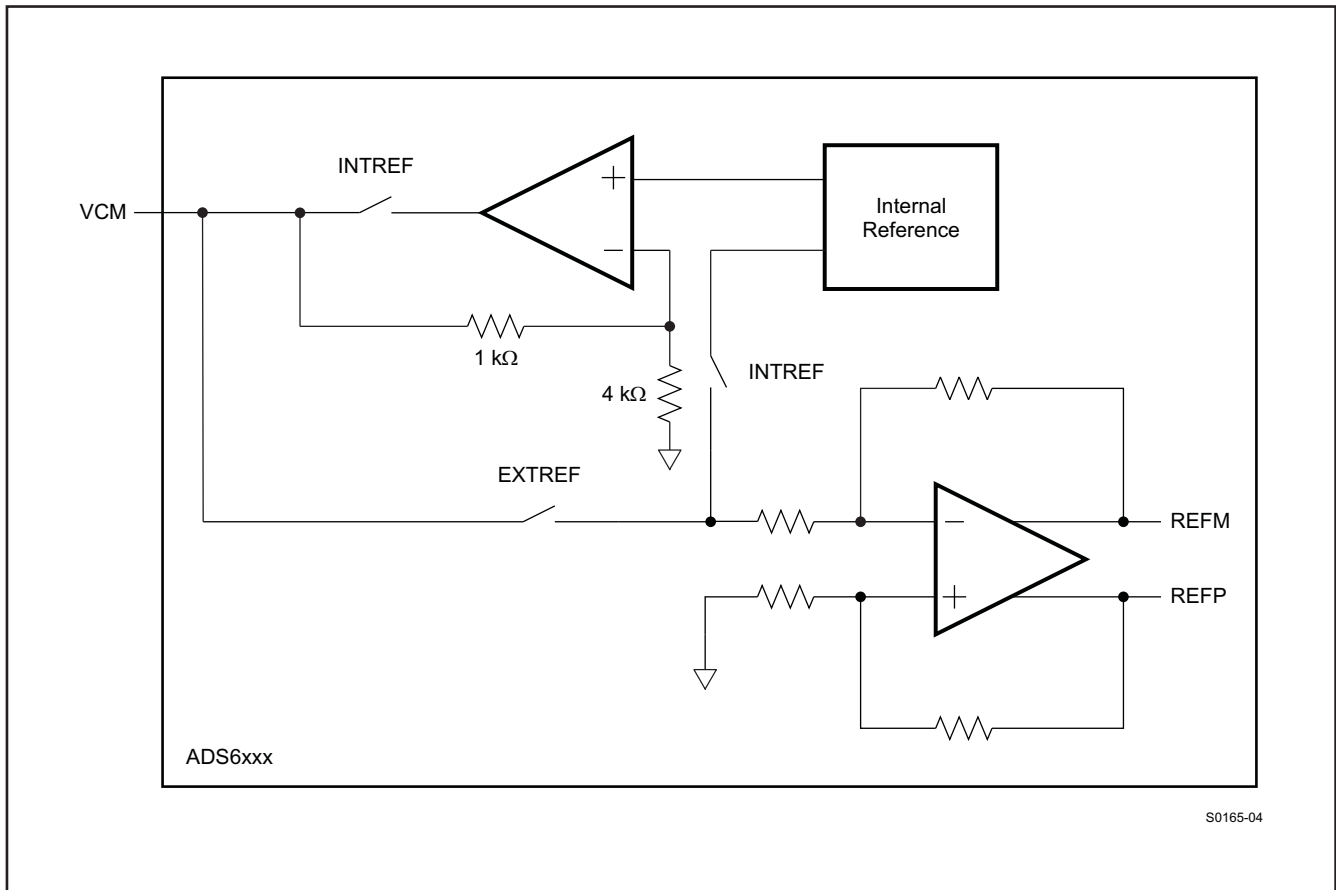 INTREF
VCM
+
−
Internal
Reference
1 kΩ
4 kΩ
INTREF
EXTREF
−
+
REFM
REFP
ADS6xxx
S0165-04